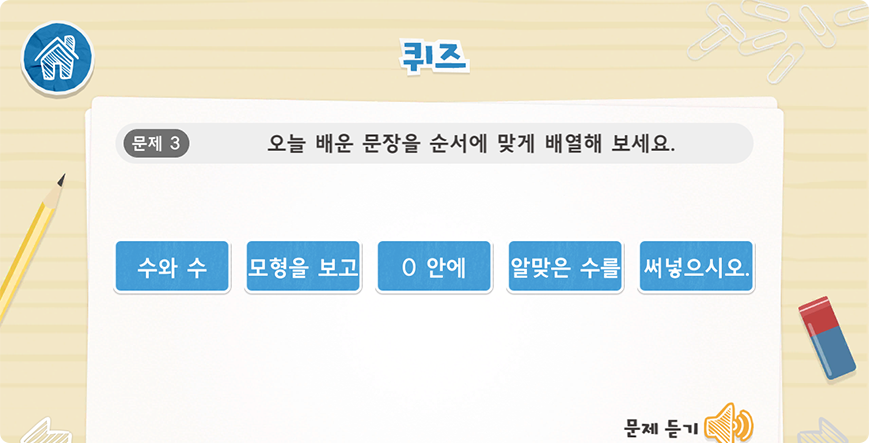 퀴즈
문제 3 오늘 배운 문장을 순서에 맞게 배열해 보세요.
수와 수 모형을 보고 O 안에 알맞은 수를 써넣으시오.
문제 듣기